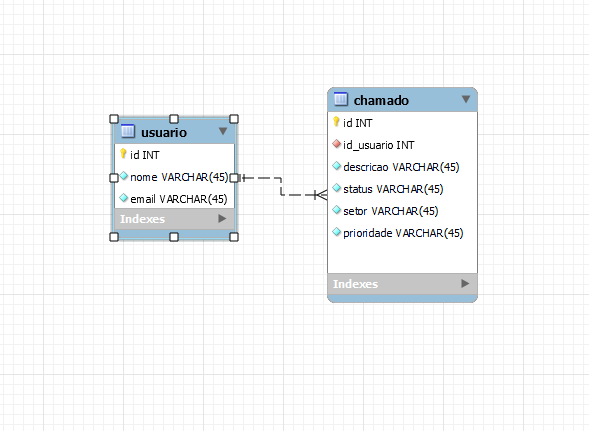 usuario
id INT
nome VARCHAR(45)
email VARCHAR(45)
Indexes
chamado
id INT
id_usuario INT
descricao VARCHAR(45)
status VARCHAR(45)
setor VARCHAR(45)
prioridade VARCHAR(45)
Indexes